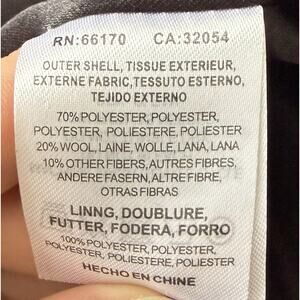 RN:66170 CA:32054
OUTER SHELL, TISSUE EXTERIEUR,
EXTERNE FABRIC, TESSUTO ESTERNO,
TEJIDO EXTERNO
70% POLYESTER, POLYESTER,
POLYESTER, POLIESTERE, POLIESTER
20% WOOL, LAINE, WOLLE, LANA, LANA
10% OTHER FIBERS, AUTRES FIBRES,
ANDERE FASERN, ALTRE FIBRE,
OTRAS FIBRAS
LINNG, DOUBLURE,
FUTTER, FODERA, FORRO
100% POLYESTER, POLYESTER,
POLYESTER, POLIESTERE, POLIESTER
HECHO EN CHINE